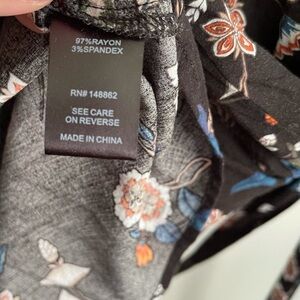 97%RAYON
3%SPANDEX
RN# 148862
SEE CARE
ON REVERSE
MADE IN CHINA